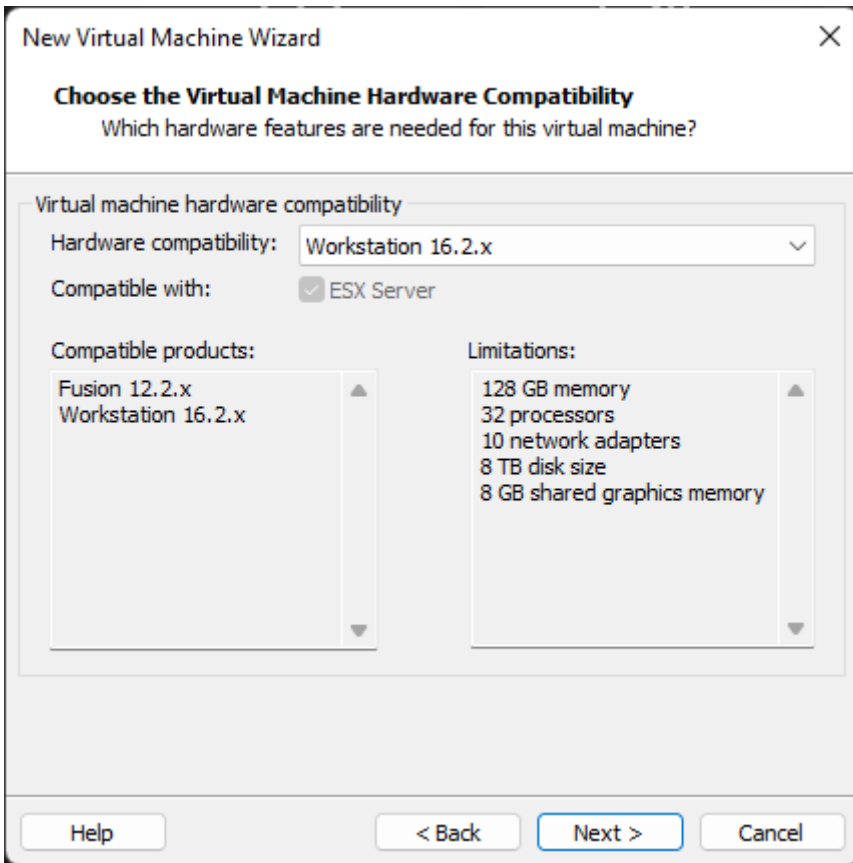 New Virtual Machine Wizard
Choose the Virtual Machine Hardware Compatibility
Which hardware features are needed for this virtual machine?
Virtual machine hardware compatibility
Hardware compatibility: Workstation 16.2.x
Compatible with: ESX Server
Compatible products:
Fusion 12.2.x
Workstation 16.2.x
Limitations:
128 GB memory
32 processors
10 network adapters
8 TB disk size
8 GB shared graphics memory
Help < Back Next > Cancel